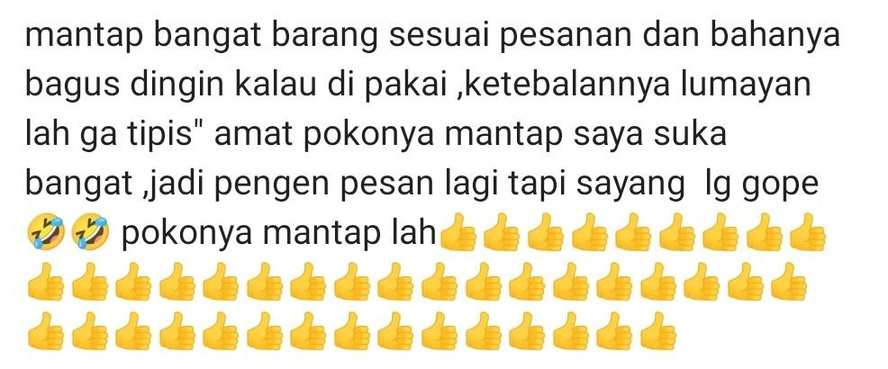 mantap bangat barang sesuai pesanan dan bahanya
bagus dingin kalau di pakai ,ketebalannya lumayan
lah ga tipis" amat pokonya mantap saya suka
bangat ,jadi pengen pesan lagi tapi sayang  lg gope
🤣🤣 pokonya mantap lah👍👍👍👍👍👍👍👍👍
👍👍👍👍👍👍👍👍👍👍👍👍👍👍👍👍👍👍
👍👍👍👍👍👍👍👍👍👍👍👍👍👍👍